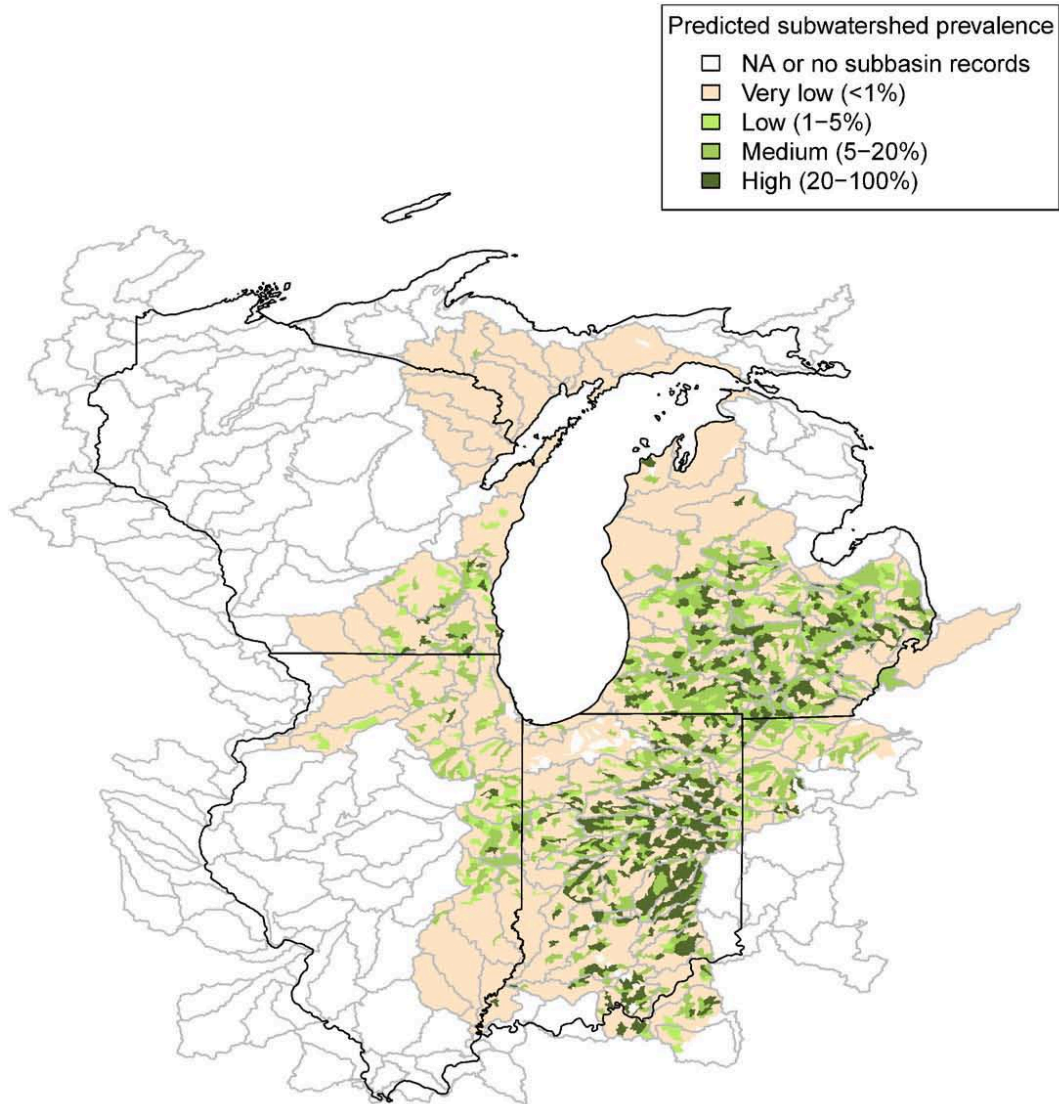 Predicted subwatershed prevalence
NA or no subbasin records
Very low (<1%)
Low (1−5%)
Medium (5−20%)
High (20−100%)